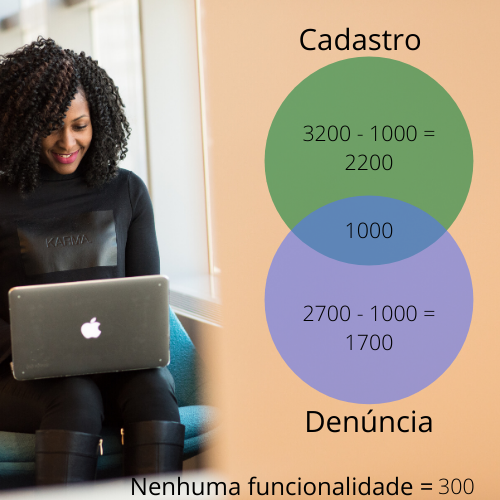 Cadastro
3200 - 1000 =
2200
1000
2700 - 1000 =
1700
Denúncia
Nenhuma funcionalidade = 300
KARMA